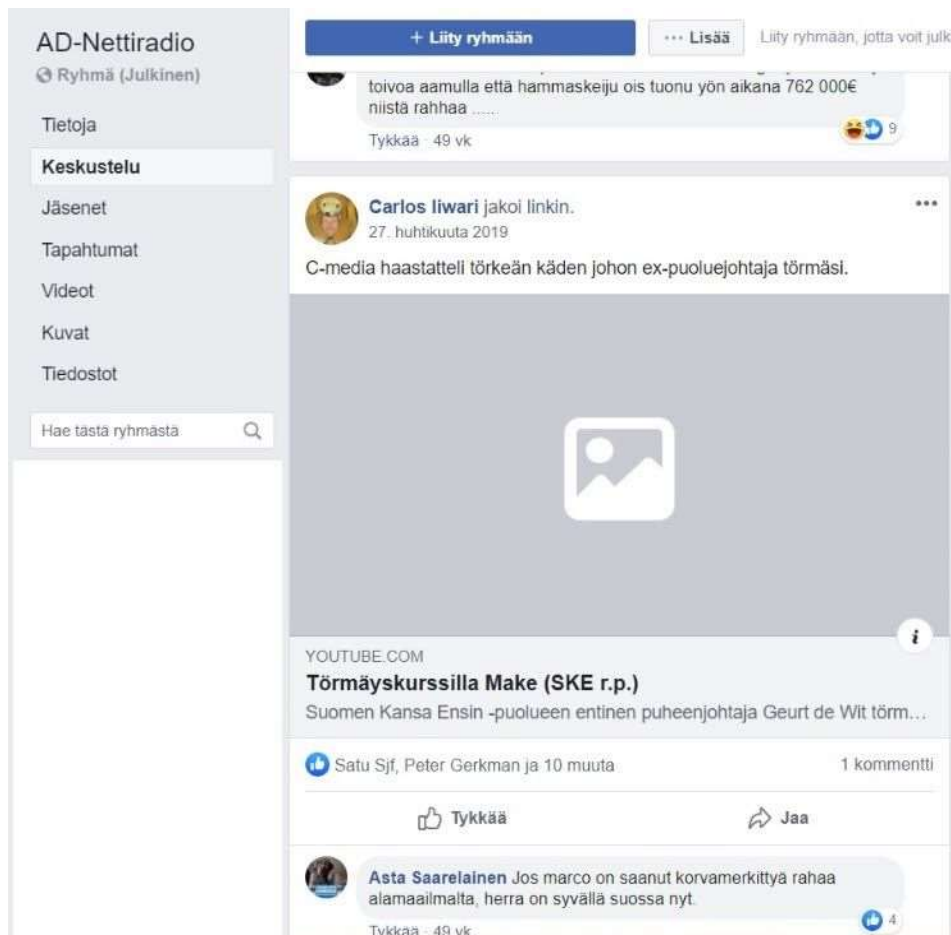 AD-Nettiradio
Ryhmä (Julkinen)
Tietoja
Keskustelu
Jäsenet
Tapahtumat
Videot
Kuvat
Tiedostot
Hae tästä ryhmästä
+ Liity ryhmään
··· Lisää
Liity ryhmään, jotta voit julk
toivoa aamulla että hammaskeiju ois tuonu yön aikana 762 000€
niistä rahhaa .....
9
Tykkää · 49 vk
Carlos Iiwari jakoi linkin.
27. huhtikuuta 2019
C-media haastatteli törkeän käden johon ex-puoluejohtaja törmäsi.
YOUTUBE.COM
Törmäyskurssilla Make (SKE r.p.)
Suomen Kansa Ensin -puolueen entinen puheenjohtaja Geurt de Wit törm...
Satu Sjf, Peter Gerkman ja 10 muuta
1 kommentti
Tykkää
Jaa
Asta Saarelainen Jos marco on saanut korvamerkittyä rahaa
alamaailmalta, herra on syvällä suossa nyt.
4
Tykkää · 49 vk